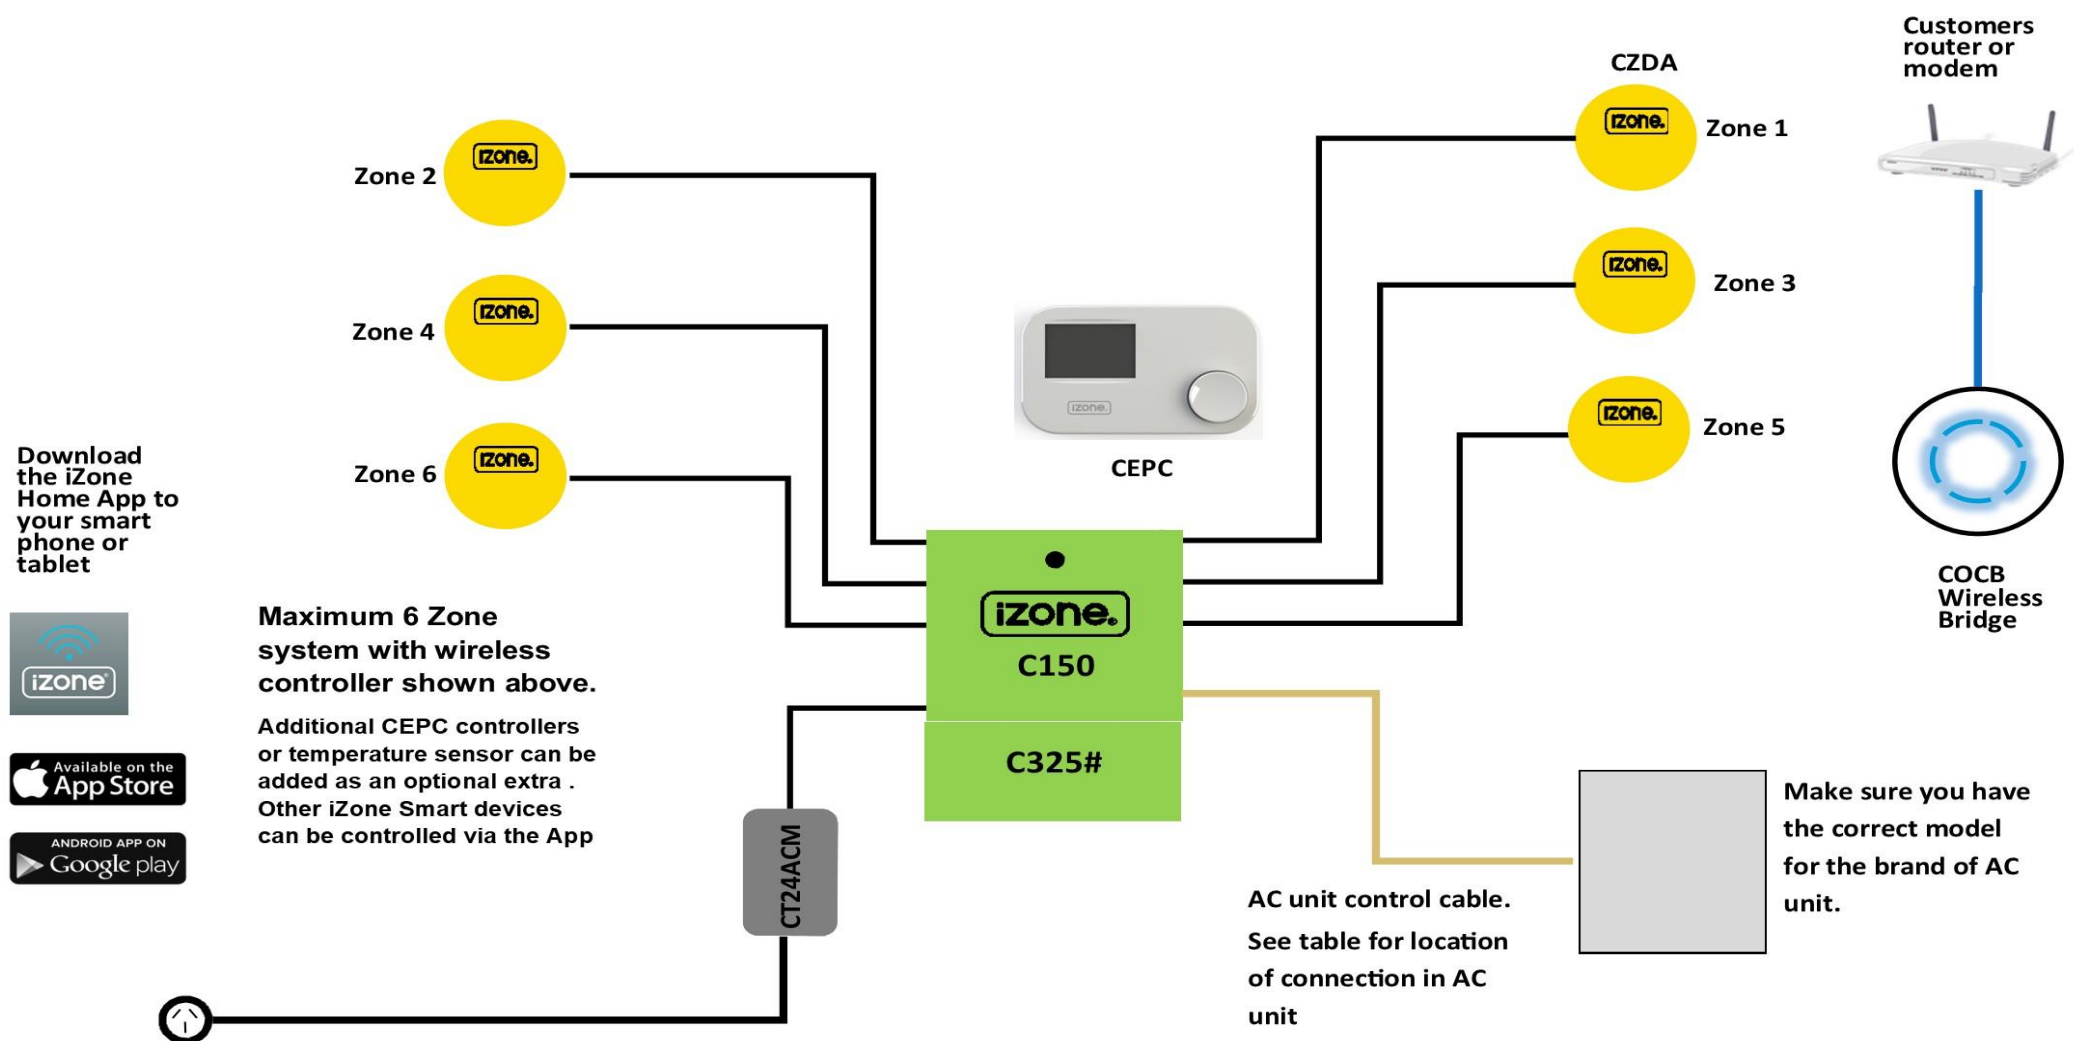 Customers
router or
modem
CZDA
izone.
Zone 1
Zone 2
izone.
izone.
Zone 3
Zone 4
izone.
izone.
Zone 5
Zone 6
izone.
izone.
CEPC
Download
the iZone
Home App to
your smart
phone or
tablet
izone
Available on the
App Store
ANDROID APP ON
Google play
Maximum 6 Zone
system with wireless
controller shown above.
Additional CEPC controllers
or temperature sensor can be
added as an optional extra .
Other iZone Smart devices
can be controlled via the App
izone.
C150
C325#
CT24ACM
COCB
Wireless
Bridge
AC unit control cable.
See table for location
of connection in AC
unit
Make sure you have
the correct model
for the brand of AC
unit.